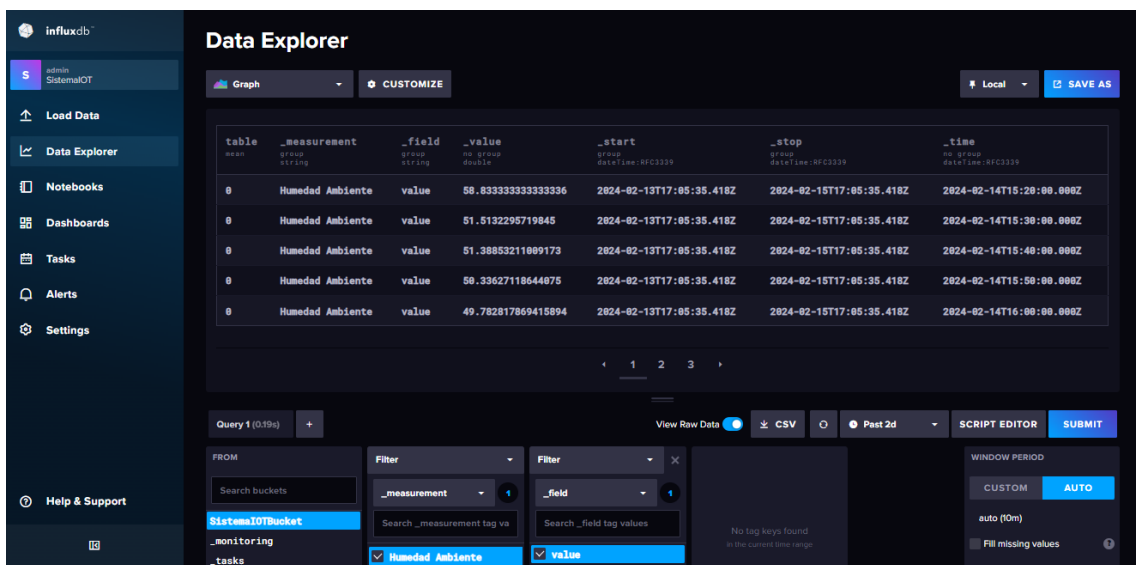 influxdb™
Data Explorer
S
admin
SistemaIOT
Graph
CUSTOMIZE
Local
SAVE AS
Load Data
Data Explorer
Notebooks
Dashboards
Tasks
Alerts
Settings
Help & Support
table _measurement _field _value _start _stop _time
mean group group no group group group no group
string string double dateTime:RFC3339 dateTime:RFC3339 dateTime:RFC3339
0 Humedad Ambiente value 58.833333333333336 2024-02-13T17:05:35.418Z 2024-02-15T17:05:35.418Z 2024-02-14T15:20:00.000Z
0 Humedad Ambiente value 51.5132295719845 2024-02-13T17:05:35.418Z 2024-02-15T17:05:35.418Z 2024-02-14T15:30:00.000Z
0 Humedad Ambiente value 51.38853211009173 2024-02-13T17:05:35.418Z 2024-02-15T17:05:35.418Z 2024-02-14T15:40:00.000Z
0 Humedad Ambiente value 50.33627118644075 2024-02-13T17:05:35.418Z 2024-02-15T17:05:35.418Z 2024-02-14T15:50:00.000Z
0 Humedad Ambiente value 49.782817869415894 2024-02-13T17:05:35.418Z 2024-02-15T17:05:35.418Z 2024-02-14T16:00:00.000Z
1 2 3
Query 1 (0.19s) +
View Raw Data CSV Past 2d SCRIPT EDITOR SUBMIT
FROM
Search buckets
SistemaIOTBucket
_monitoring
_tasks
Filter
_measurement 1
Search _measurement tag va
Humedad Ambiente
Filter
_field 1
Search _field tag values
value
No tag keys found
in the current time range
WINDOW PERIOD
CUSTOM AUTO
auto (10m)
Fill missing values ?